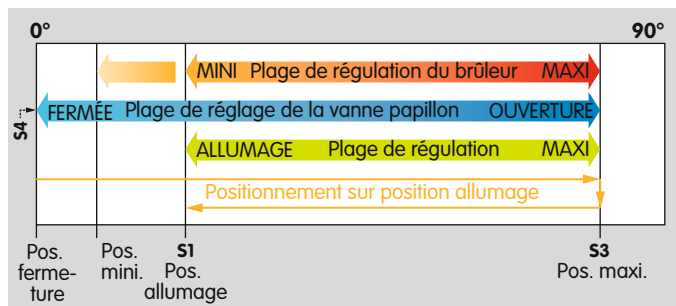 0° 90°
MINI Plage de régulation du brûleur MAXI
S4
FERMÉE Plage de réglage de la vanne papillon OUVERTURE
ALLUMAGE Plage de régulation MAXI
Positionnement sur position allumage
Pos. fermeture
Pos. mini.
S1
Pos. allumage
S3
Pos. maxi.